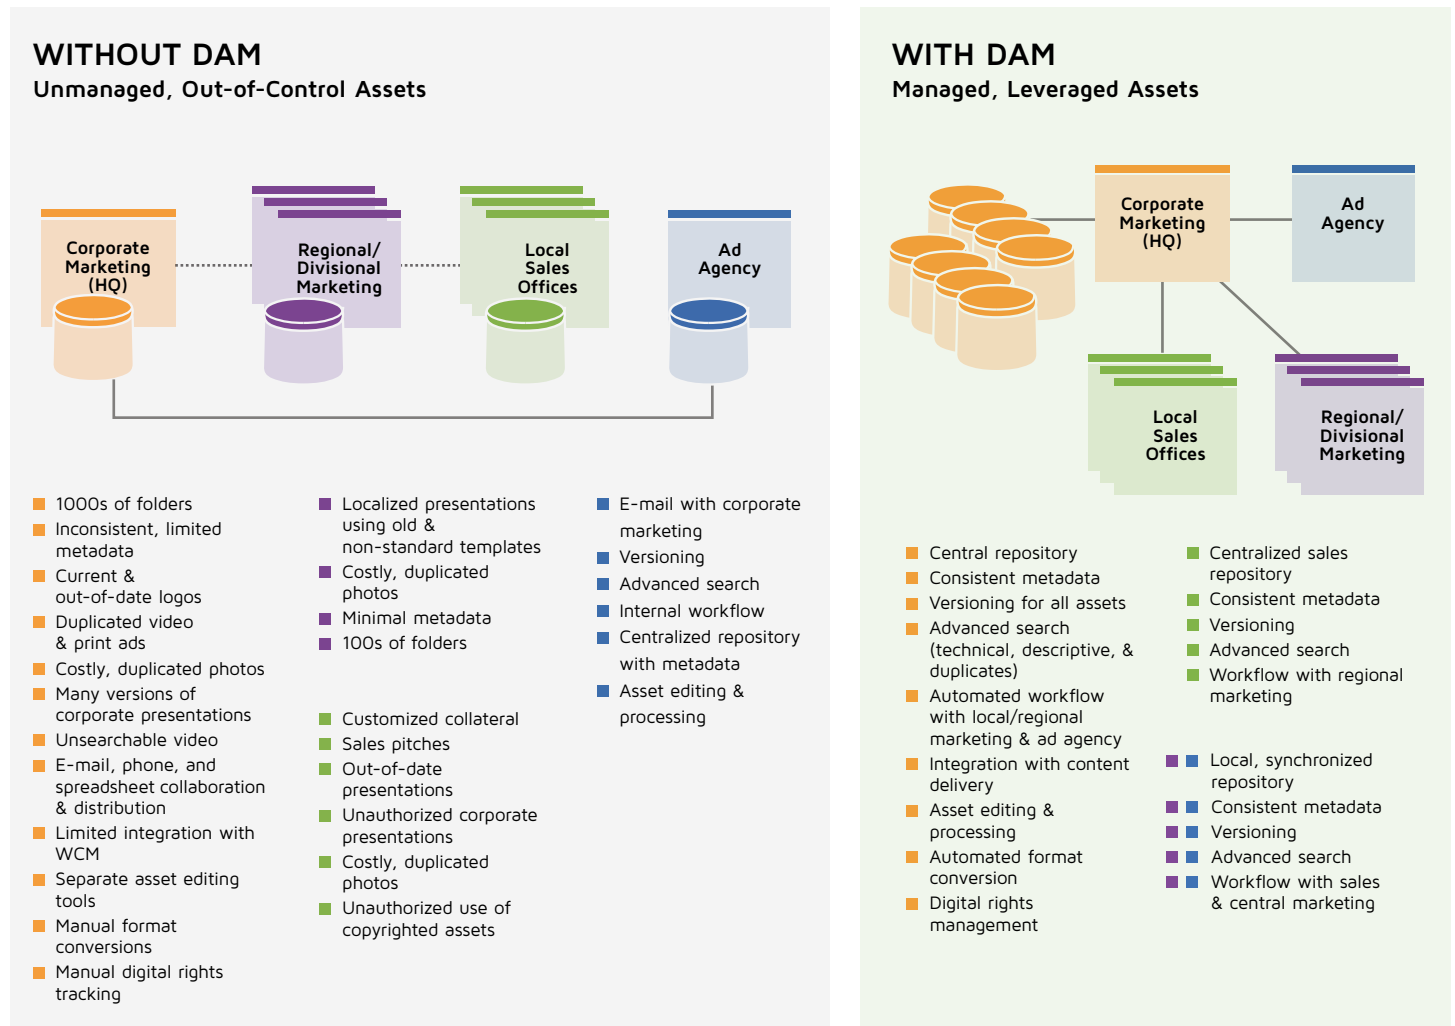 WITHOUT DAM
Unmanaged, Out-of-Control Assets
Corporate
Marketing
(HQ)
Regional/
Divisional
Marketing
Local
Sales
Offices
Ad
Agency
1000s of folders
Inconsistent, limited
metadata
Current &
out-of-date logos
Duplicated video
& print ads
Costly, duplicated photos
Many versions of
corporate presentations
Unsearchable video
E-mail, phone, and
spreadsheet collaboration
& distribution
Limited integration with
WCM
Separate asset editing
tools
Manual format
conversions
Manual digital rights
tracking
Localized presentations
using old &
non-standard templates
Costly, duplicated
photos
Minimal metadata
100s of folders
Customized collateral
Sales pitches
Out-of-date
presentations
Unauthorized corporate
presentations
Costly, duplicated
photos
Unauthorized use of
copyrighted assets
E-mail with corporate
marketing
Versioning
Advanced search
Internal workflow
Centralized repository
with metadata
Asset editing &
processing
WITH DAM
Managed, Leveraged Assets
Corporate
Marketing
(HQ)
Ad
Agency
Local
Sales
Offices
Regional/
Divisional
Marketing
Central repository
Consistent metadata
Versioning for all assets
Advanced search
(technical, descriptive, &
duplicates)
Automated workflow
with local/regional
marketing & ad agency
Integration with content
delivery
Asset editing &
processing
Automated format
conversion
Digital rights
management
Centralized sales
repository
Consistent metadata
Versioning
Advanced search
Workflow with regional
marketing
Local, synchronized
repository
Consistent metadata
Versioning
Advanced search
Workflow with sales
& central marketing